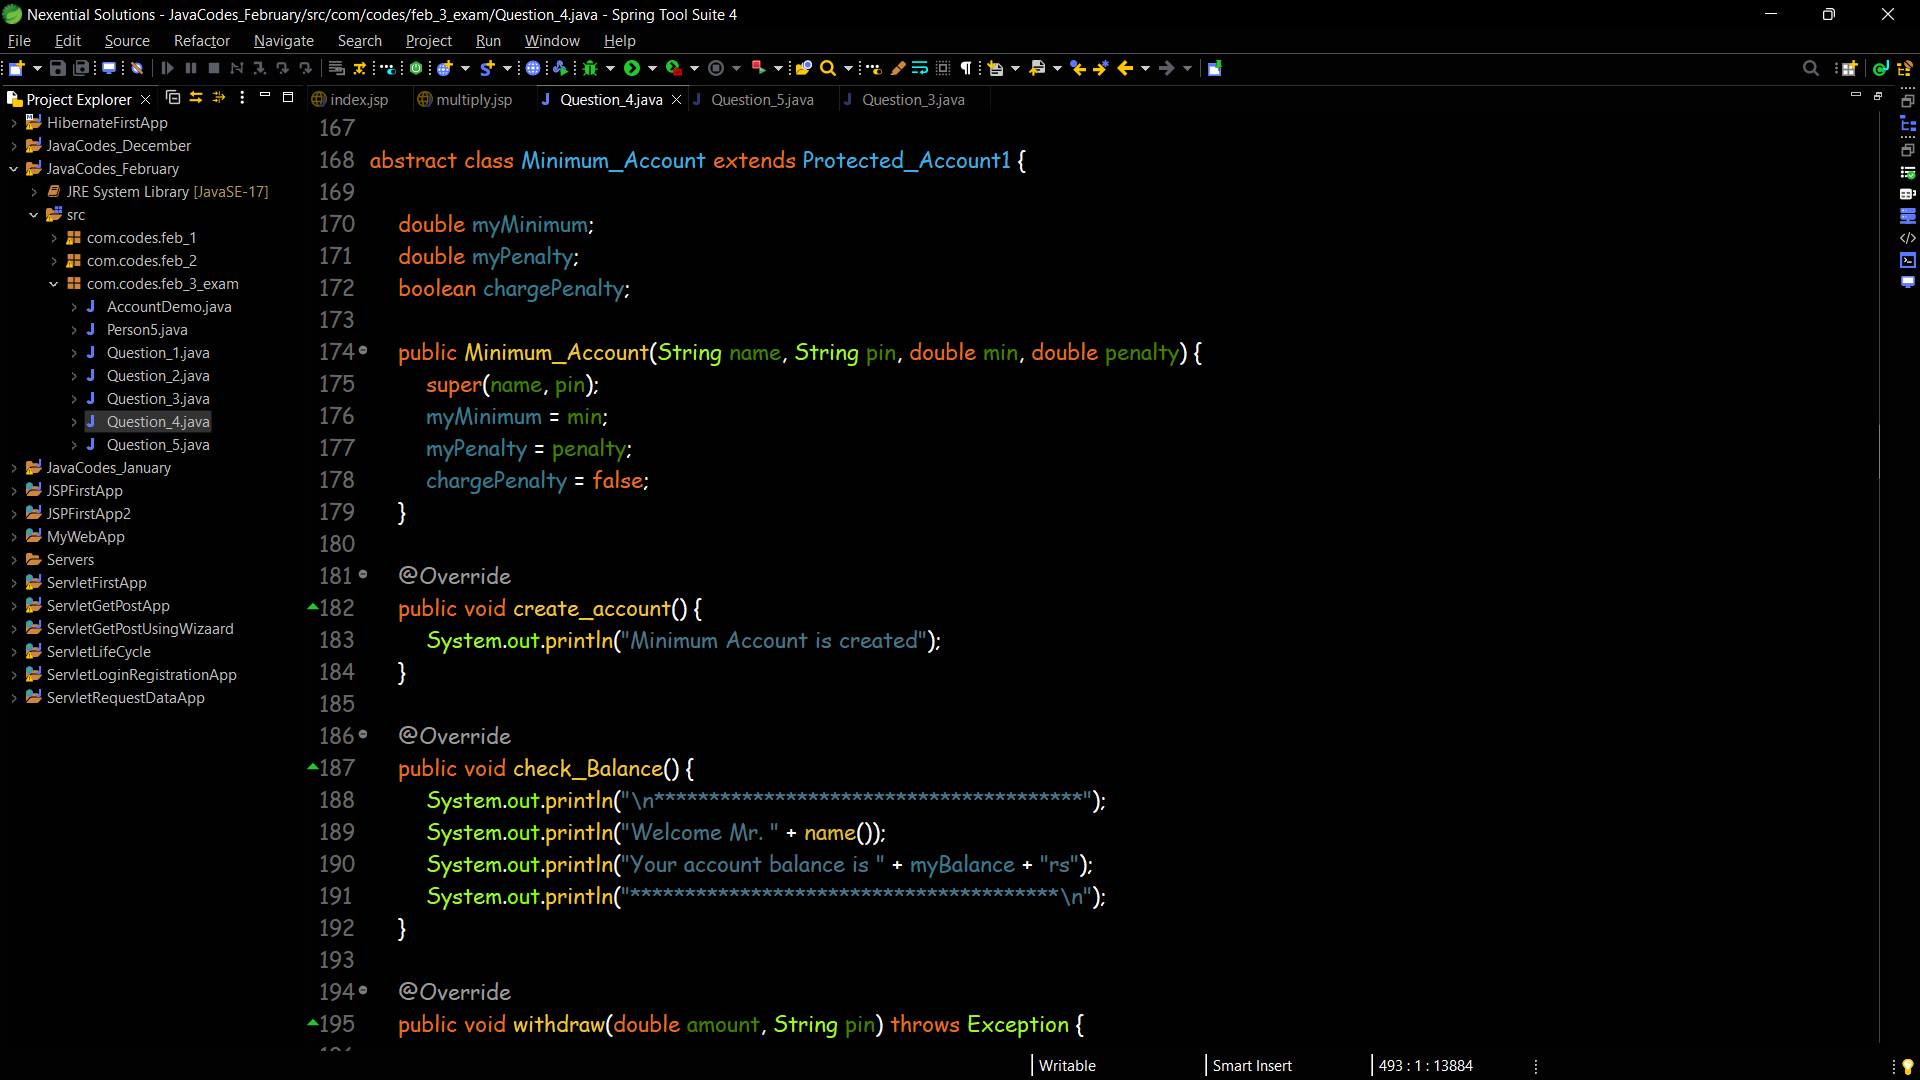 Nexential Solutions - JavaCodes_February/src/com/codes/feb_3_exam/Question_4.java - Spring Tool Suite 4
File Edit Source Refactor Navigate Search Project Run Window Help
Project Explorer
index.jsp multiply.jsp Question_4.java Question_5.java Question_3.java
HibernateFirstApp
JavaCodes_December
JavaCodes_February
JRE System Library [JavaSE-17]
src
com.codes.feb_1
com.codes.feb_2
com.codes.feb_3_exam
AccountDemo.java
Person5.java
Question_1.java
Question_2.java
Question_3.java
Question_4.java
Question_5.java
JavaCodes_January
JSPFirstApp
JSPFirstApp2
MyWebApp
Servers
ServletFirstApp
ServletGetPostApp
ServletGetPostUsingWizaard
ServletLifeCycle
ServletLoginRegistrationApp
ServletRequestDataApp
167
168 abstract class Minimum_Account extends Protected_Account1 {
169
170 double myMinimum;
171 double myPenalty;
172 boolean chargePenalty;
173
174 public Minimum_Account(String name, String pin, double min, double penalty) {
175 super(name, pin);
176 myMinimum = min;
177 myPenalty = penalty;
178 chargePenalty = false;
179 }
180
181 @Override
182 public void create_account() {
183 System.out.println("Minimum Account is created");
184 }
185
186 @Override
187 public void check_Balance() {
188 System.out.println("\n***************************************");
189 System.out.println("Welcome Mr. " + name());
190 System.out.println("Your account balance is " + myBalance + "rs");
191 System.out.println("***************************************\n");
192 }
193
194 @Override
195 public void withdraw(double amount, String pin) throws Exception {
Writable Smart Insert 493 : 1 : 13884